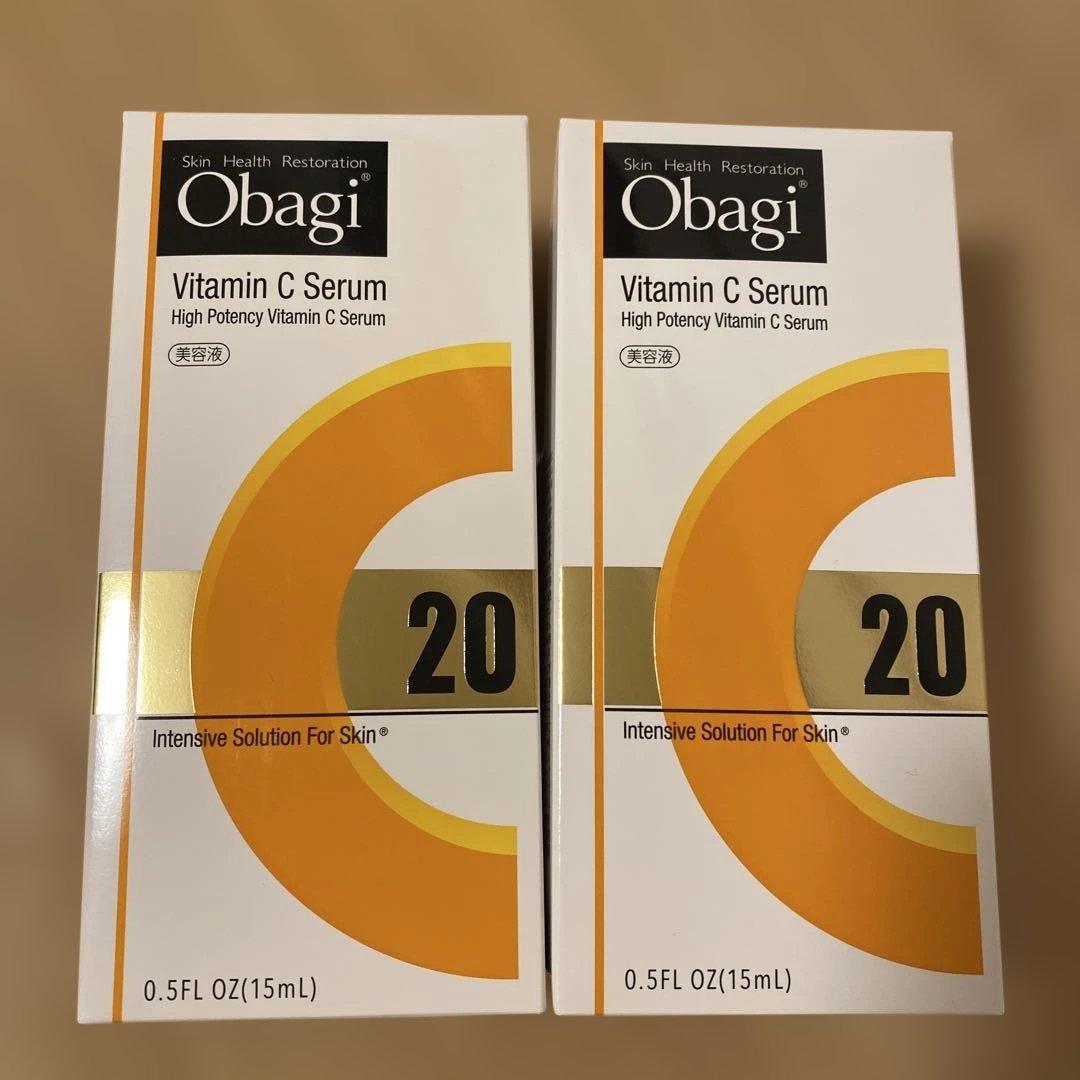 Skin Health Restoration
Obagi®
Vitamin C Serum
High Potency Vitamin C Serum
美容液
20
Intensive Solution For Skin®
0.5FL OZ(15mL)
Skin Health Restoration
Obagi®
Vitamin C Serum
High Potency Vitamin C Serum
美容液
20
Intensive Solution For Skin®
0.5FL OZ(15mL)